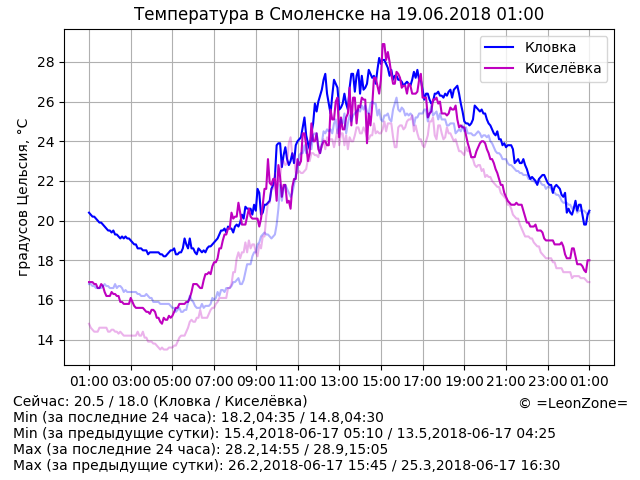 Температура в Смоленске на 19.06.2018 01:00
градусов Цельсия, °C
28
26
24
22
20
18
16
14
Кловка
Киселёвка
01:00 03:00 05:00 07:00 09:00 11:00 13:00 15:00 17:00 19:00 21:00 23:00 01:00
Сейчас: 20.5 / 18.0 (Кловка / Киселёвка)
© =LeonZone=
Min (за последние 24 часа): 18.2,04:35 / 14.8,04:30
Min (за предыдущие сутки): 15.4,2018-06-17 05:10 / 13.5,2018-06-17 04:25
Max (за последние 24 часа): 28.2,14:55 / 28.9,15:05
Max (за предыдущие сутки): 26.2,2018-06-17 15:45 / 25.3,2018-06-17 16:30